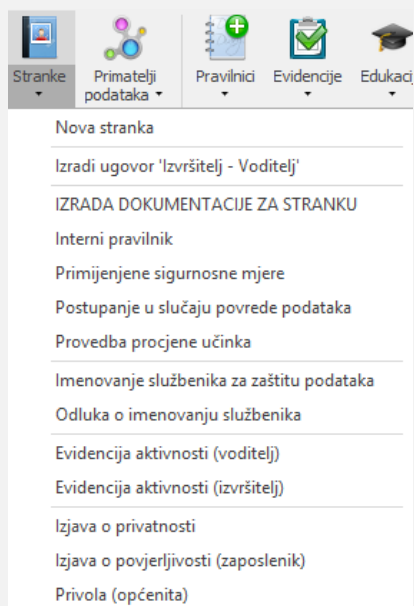 Stranke
Primatelji
podataka
Pravilnici
Evidencije
Edukacij
Nova stranka
Izradi ugovor 'Izvršitelj - Voditelj'
IZRADA DOKUMENTACIJE ZA STRANKU
Interni pravilnik
Primijenjene sigurnosne mjere
Postupanje u slučaju povrede podataka
Provedba procjene učinka
Imenovanje službenika za zaštitu podataka
Odluka o imenovanju službenika
Evidencija aktivnosti (voditelj)
Evidencija aktivnosti (izvršitelj)
Izjava o privatnosti
Izjava o povjerljivosti (zaposlenik)
Privola (općenita)